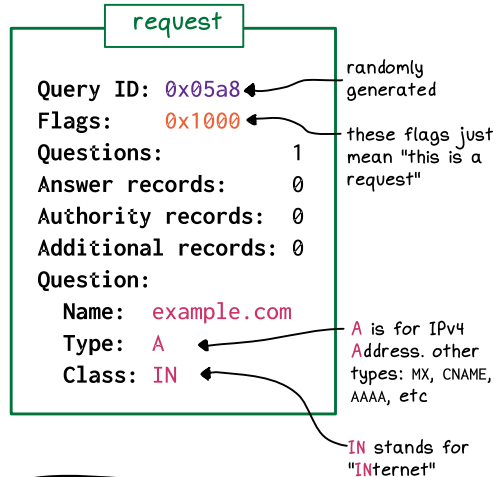 request
Query ID: 0x05a8
randomly
generated
Flags: 0x1000
these flags just
mean "this is a
request"
Questions: 1
Answer records: 0
Authority records: 0
Additional records: 0
Question:
Name: example.com
Type: A
A is for IPv4
Address. other
types: MX, CNAME,
AAAA, etc
Class: IN
IN stands for
"INternet"